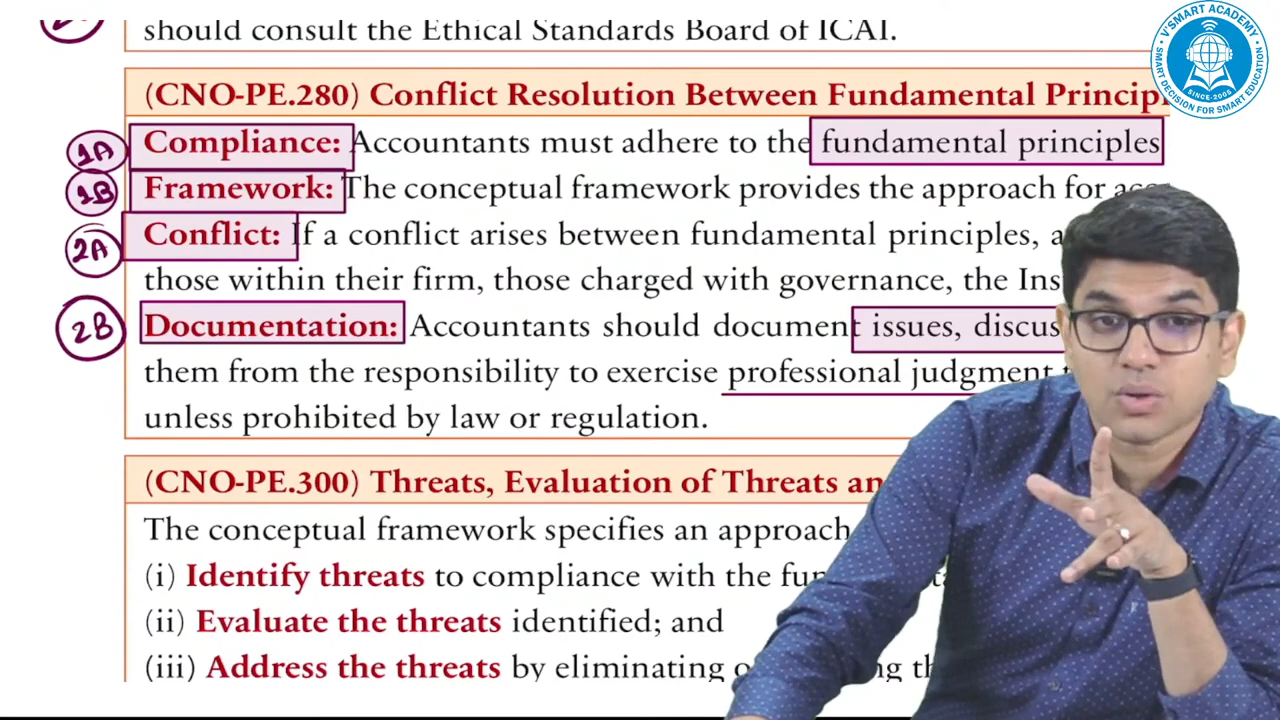 should consult the Ethical Standards Board of ICAI.
(CNO-PE.280) Conflict Resolution Between Fundamental
1A Compliance: Accountants must adhere to the fundamental principles
1B Framework: The conceptual framework provides the approach for
2A Conflict: If a conflict arises between fundamental principles,
those within their firm, those charged with governance, the
2B Documentation: Accountants should document issues,
them from the responsibility to exercise professional judgment
unless prohibited by law or regulation.
(CNO-PE.300) Threats, Evaluation of Threats
The conceptual framework specifies an approach
(i) Identify threats to compliance with the
(ii) Evaluate the threats identified; and
(iii) Address the threats by eliminating
V'SMART ACADEMY
SMART DECISION FOR SMART EDUCATION
SINCE-2005